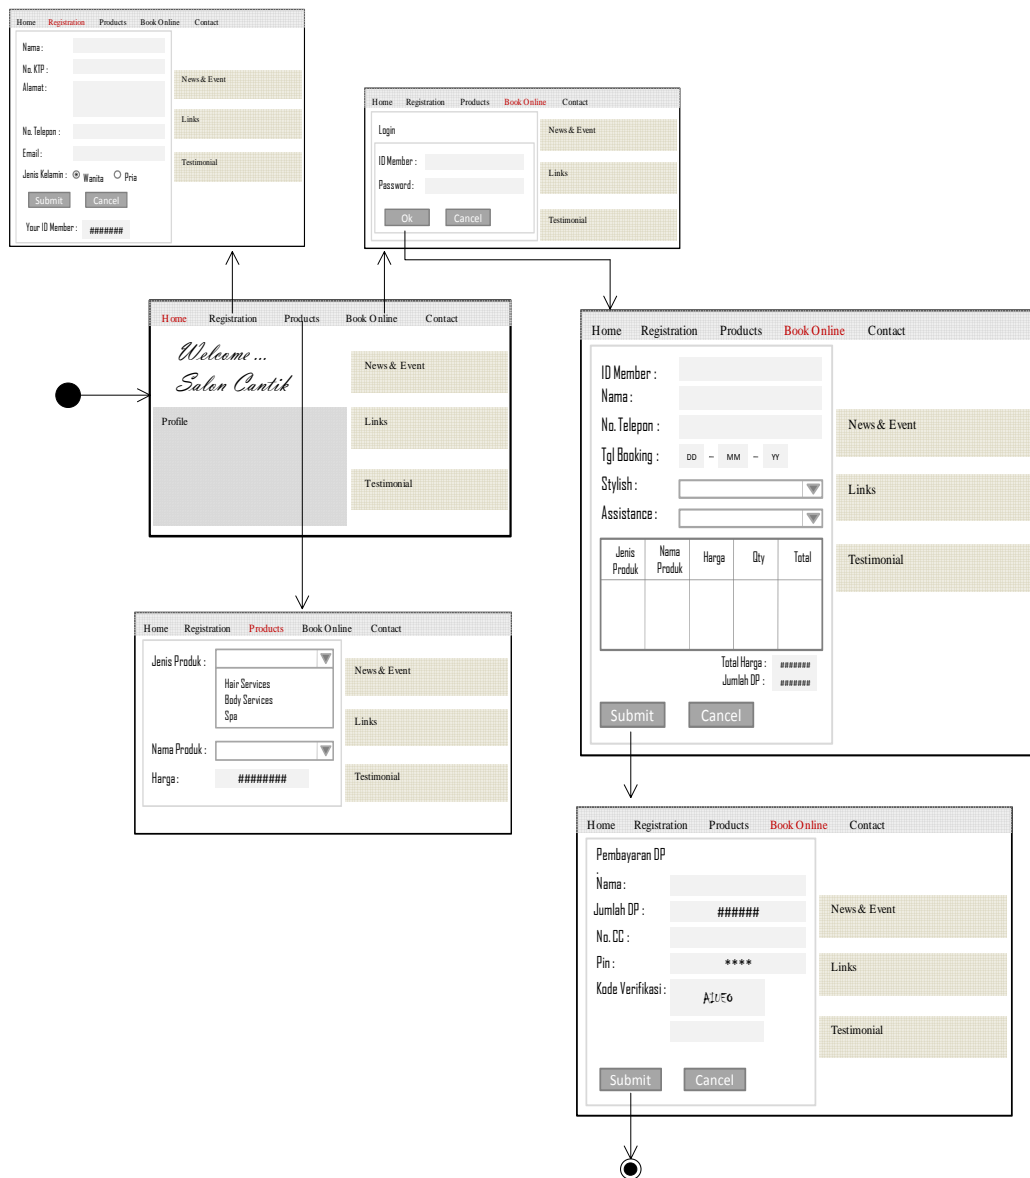 Home Registration Products Book Online Contact
Nama :
No. KTP :
Alamat :
No. Telepon :
Email :
Jenis Kelamin : Wanita Pria
Submit Cancel
Your ID Member : #######
News & Event
Links
Testimonial
Home Registration Products Book Online Contact
Login
ID Member :
Password :
Ok Cancel
News & Event
Links
Testimonial
Home Registration Products Book Online Contact
Welcome ...
Salon Cantik
Profile
News & Event
Links
Testimonial
Home Registration Products Book Online Contact
ID Member :
Nama :
No. Telepon :
Tgl Booking : DD – MM – YY
Stylish :
Assistance :
Jenis Produk Nama Produk Harga Qty Total
Total Harga : #######
Jumlah DP : #######
Submit Cancel
News & Event
Links
Testimonial
Home Registration Products Book Online Contact
Jenis Produk :
Hair Services
Body Services
Spa
Nama Produk :
Harga : ########
News & Event
Links
Testimonial
Home Registration Products Book Online Contact
Pembayaran DP
:
Nama :
Jumlah DP : ######
No. CC :
Pin : ****
Kode Verifikasi : AIUEO
Submit Cancel
News & Event
Links
Testimonial